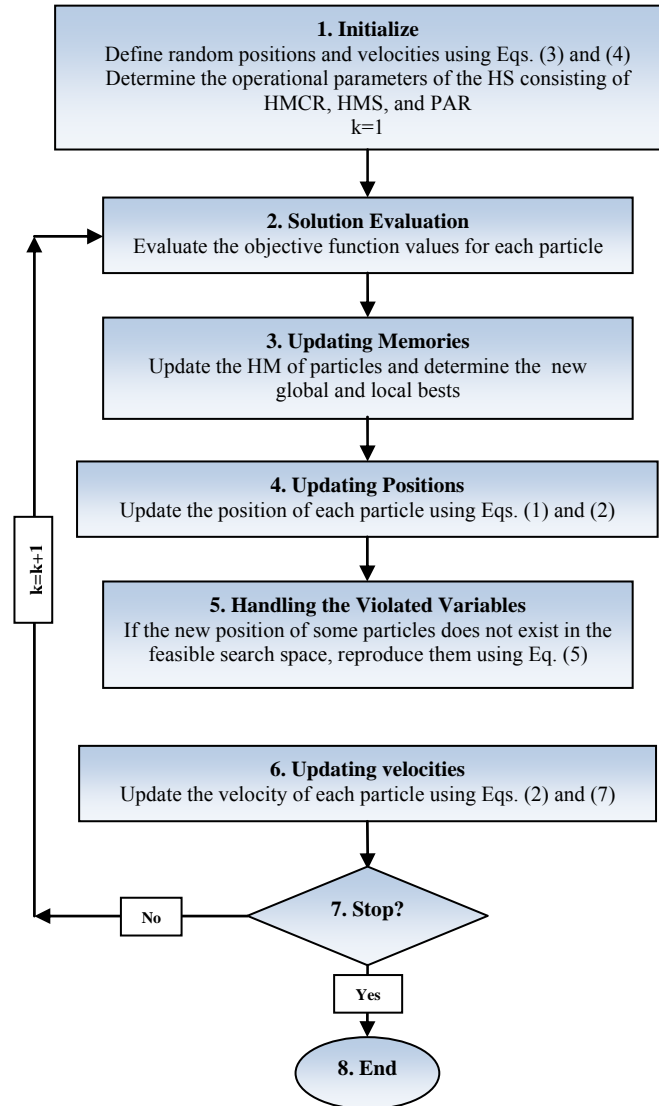 1. Initialize
Define random positions and velocities using Eqs. (3) and (4)
Determine the operational parameters of the HS consisting of
HMCR, HMS, and PAR
k=1
2. Solution Evaluation
Evaluate the objective function values for each particle
3. Updating Memories
Update the HM of particles and determine the new
global and local bests
4. Updating Positions
Update the position of each particle using Eqs. (1) and (2)
k=k+1
5. Handling the Violated Variables
If the new position of some particles does not exist in the
feasible search space, reproduce them using Eq. (5)
6. Updating velocities
Update the velocity of each particle using Eqs. (2) and (7)
7. Stop?
No
Yes
8. End